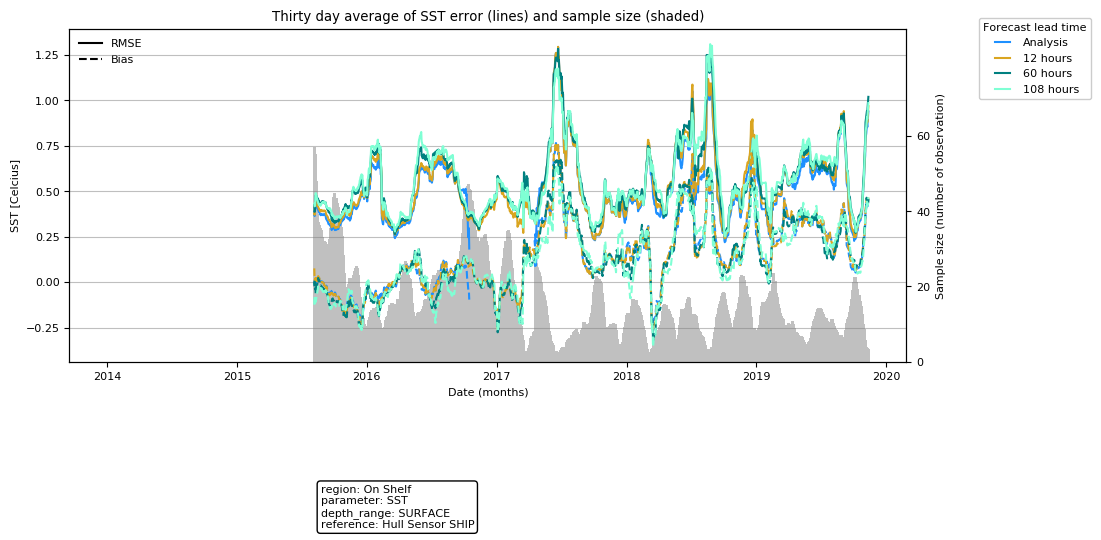 Thirty day average of SST error (lines) and sample size (shaded)
RMSE
Bias
Forecast lead time
Analysis
12 hours
60 hours
108 hours
SST [Celcius]
1.25
1.00
0.75
0.50
0.25
0.00
−0.25
Sample size (number of observation)
60
40
20
0
2014 2015 2016 2017 2018 2019 2020
Date (months)
region: On Shelf
parameter: SST
depth_range: SURFACE
reference: Hull Sensor SHIP